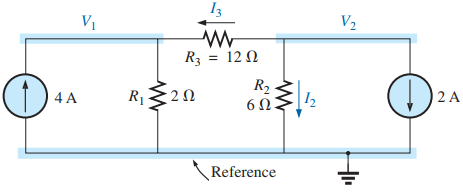 I₃
V₁ V₂
R₃ = 12 Ω
4 A R₁ 2 Ω R₂ 6 Ω I₂ 2 A
Reference